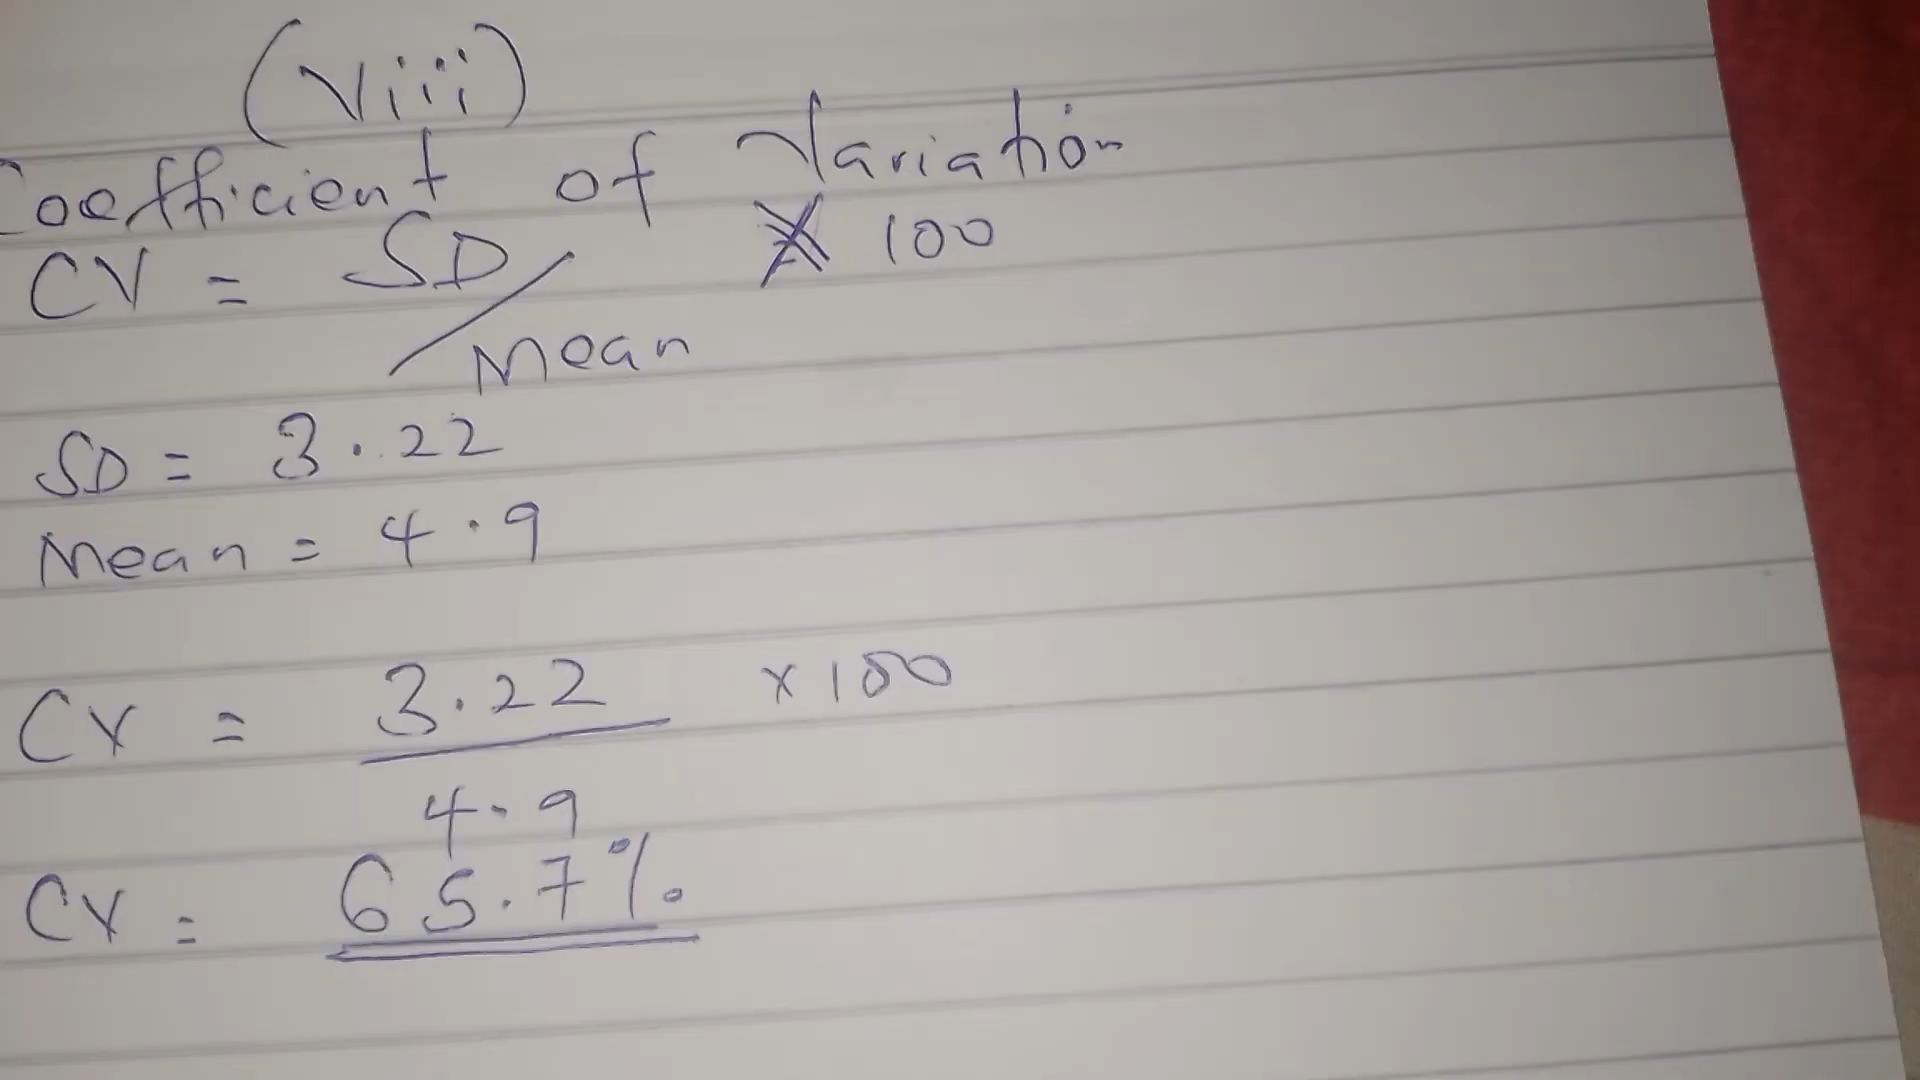 (viii)
Coefficient of Variation
CV = SD/Mean X 100
SD = 3.22
Mean = 4.9
CV = 3.22 x 100
4.9
CV = 65.7%